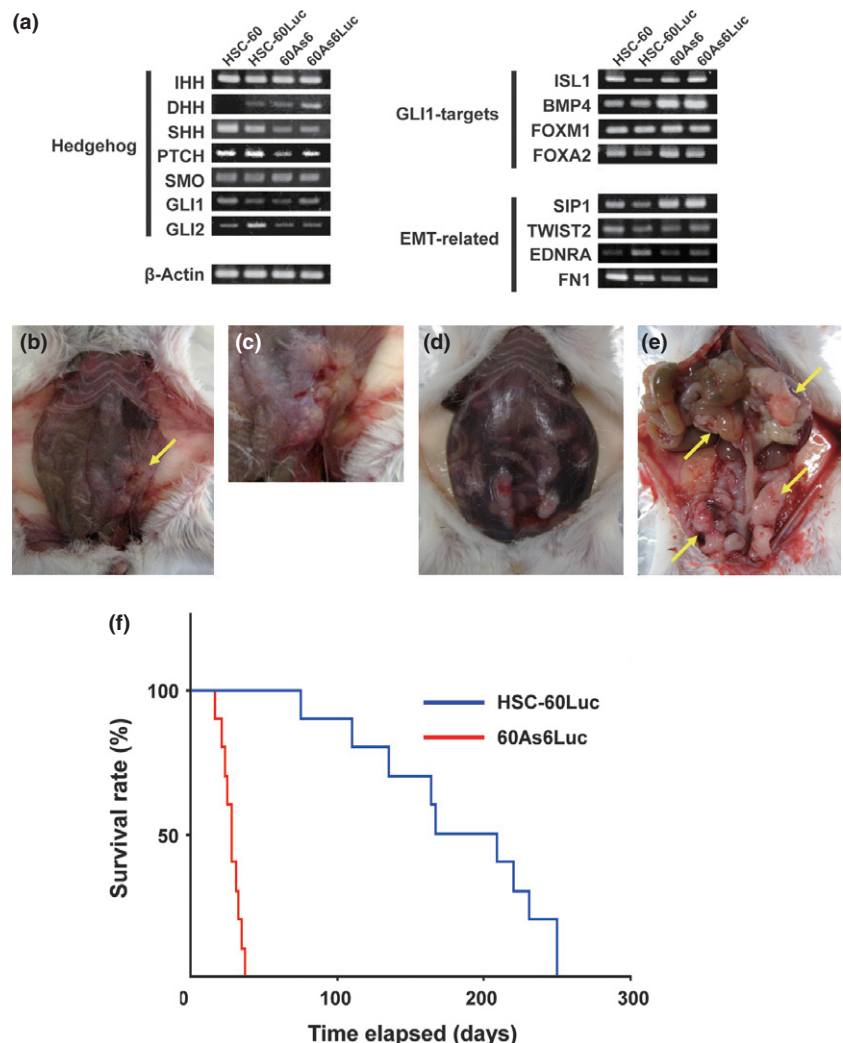 (a)
HSC-60 HSC-60Luc 60As6 60As6Luc
Hedgehog
IHH
DHH
SHH
PTCH
SMO
GLI1
GLI2
β-Actin
HSC-60 HSC-60Luc 60As6 60As6Luc
GLI1-targets
ISL1
BMP4
FOXM1
FOXA2
EMT-related
SIP1
TWIST2
EDNRA
FN1
(b) (c) (d) (e)
(f)
Survival rate (%)
100
50
HSC-60Luc
60As6Luc
0 100 200 300
Time elapsed (days)